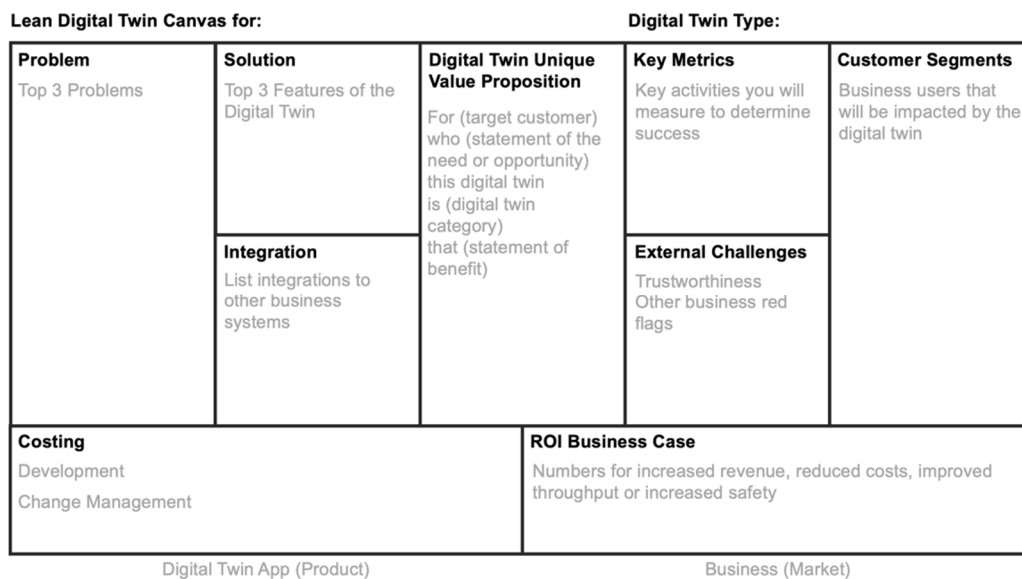 Lean Digital Twin Canvas for:
Digital Twin Type:
Problem
Top 3 Problems
Solution
Top 3 Features of the
Digital Twin
Integration
List integrations to
other business
systems
Digital Twin Unique
Value Proposition
For (target customer)
who (statement of the
need or opportunity)
this digital twin
is (digital twin
category)
that (statement of
benefit)
Key Metrics
Key activities you will
measure to determine
success
External Challenges
Trustworthiness
Other business red
flags
Customer Segments
Business users that
will be impacted by the
digital twin
Costing
Development
Change Management
ROI Business Case
Numbers for increased revenue, reduced costs, improved
throughput or increased safety
Digital Twin App (Product)
Business (Market)